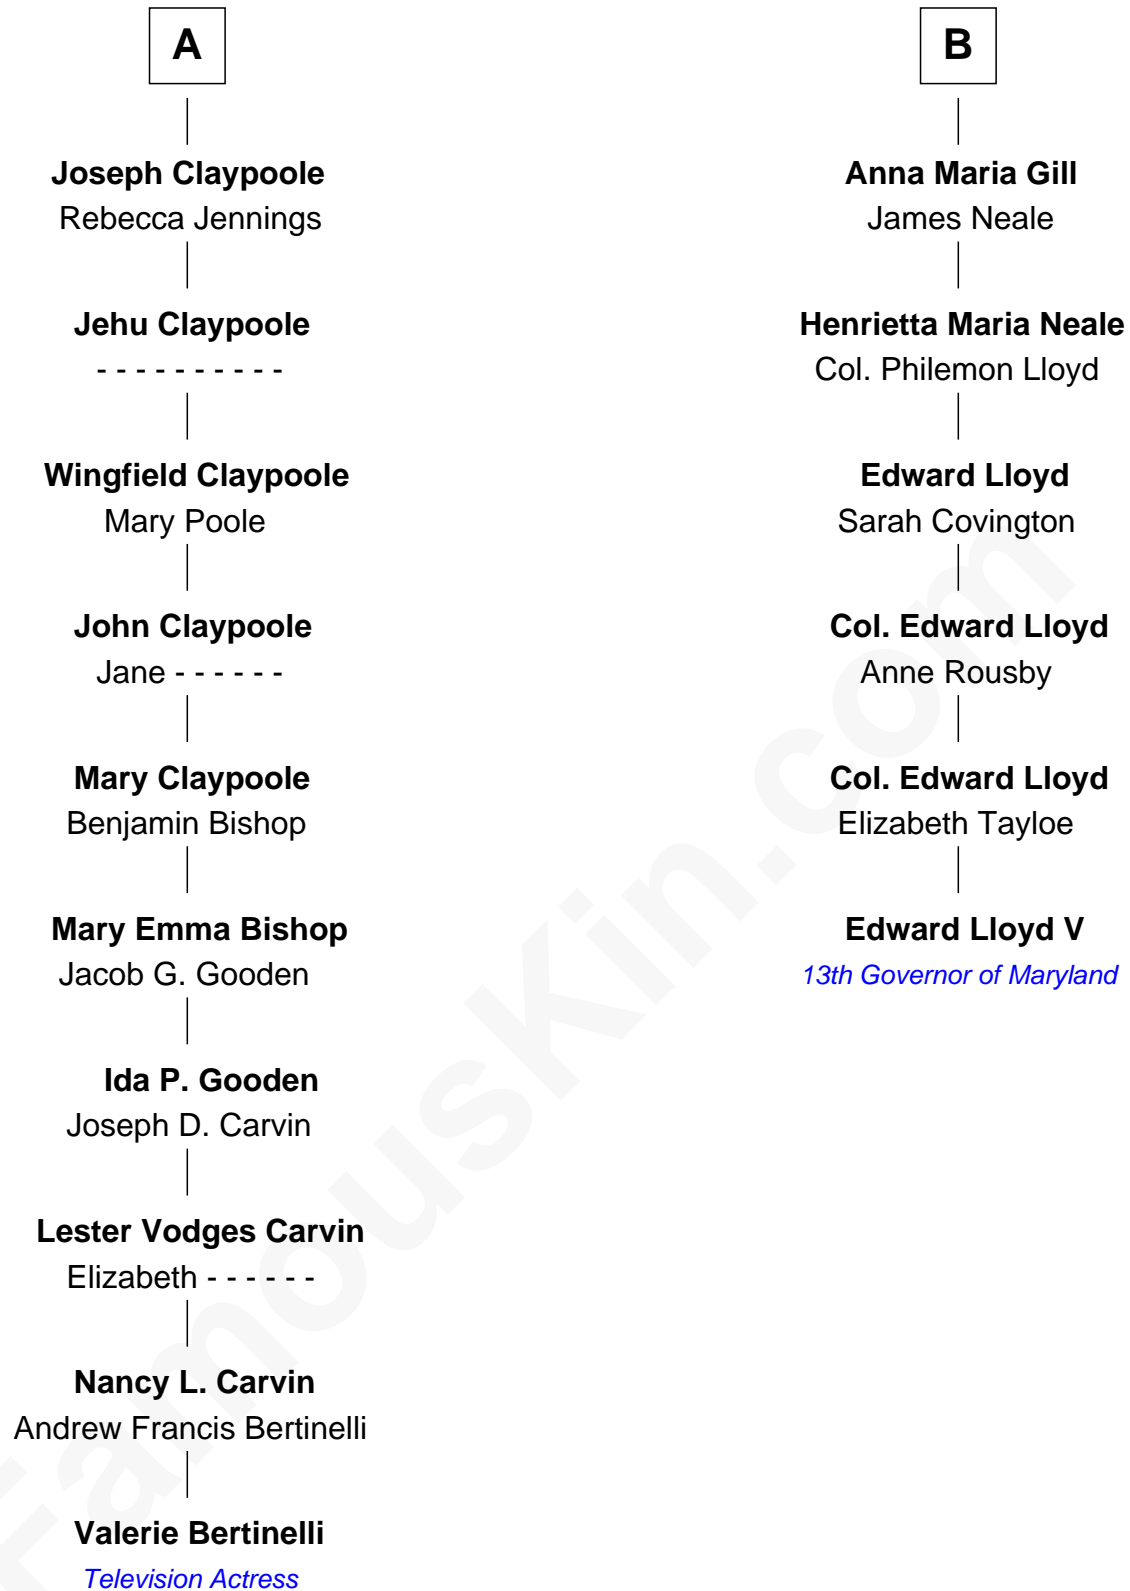 A
Joseph Claypoole
Rebecca Jennings
Jehu Claypoole
- - - - - - - - - -
Wingfield Claypoole
Mary Poole
John Claypoole
Jane - - - - - -
Mary Claypoole
Benjamin Bishop
Mary Emma Bishop
Jacob G. Gooden
Ida P. Gooden
Joseph D. Carvin
Lester Vodges Carvin
Elizabeth - - - - - -
Nancy L. Carvin
Andrew Francis Bertinelli
Valerie Bertinelli
Television Actress
B
Anna Maria Gill
James Neale
Henrietta Maria Neale
Col. Philemon Lloyd
Edward Lloyd
Sarah Covington
Col. Edward Lloyd
Anne Rousby
Col. Edward Lloyd
Elizabeth Tayloe
Edward Lloyd V
13th Governor of Maryland
FamousKin.com